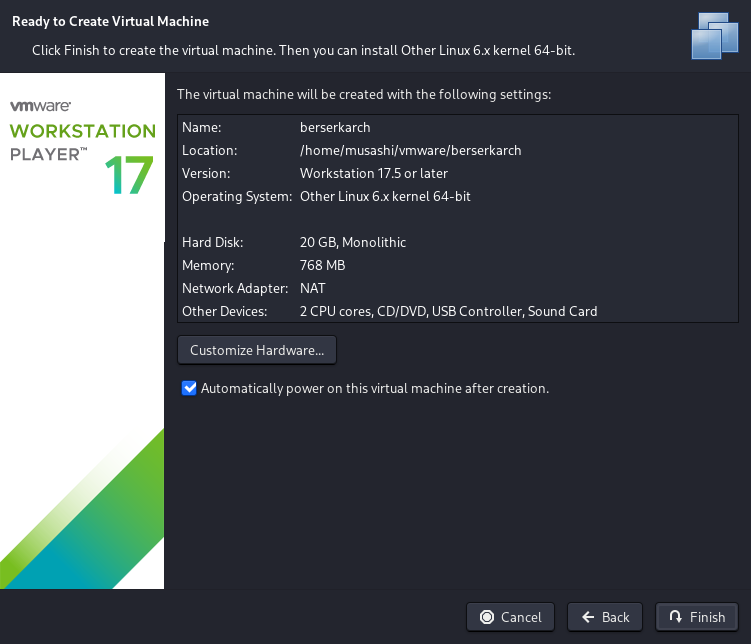 Ready to Create Virtual Machine
Click Finish to create the virtual machine. Then you can install Other Linux 6.x kernel 64-bit.
vmware®
WORKSTATION
PLAYER™
17
The virtual machine will be created with the following settings:
Name: berserkarch
Location: /home/musashi/vmware/berserkarch
Version: Workstation 17.5 or later
Operating System: Other Linux 6.x kernel 64-bit
Hard Disk: 20 GB, Monolithic
Memory: 768 MB
Network Adapter: NAT
Other Devices: 2 CPU cores, CD/DVD, USB Controller, Sound Card
Customize Hardware...
Automatically power on this virtual machine after creation.
Cancel Back Finish